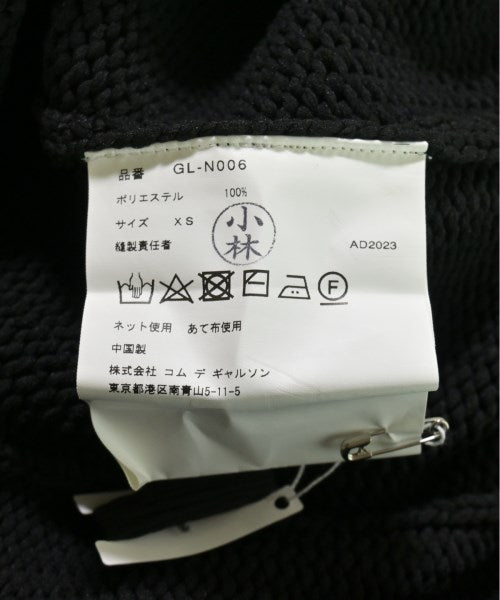 品番 GL-N006
ポリエステル 100%
サイズ XS
小林
縫製責任者 AD2023
F
ネット使用 あて布使用
中国製
株式会社 コム デ ギャルソン
東京都港区南青山5-11-5